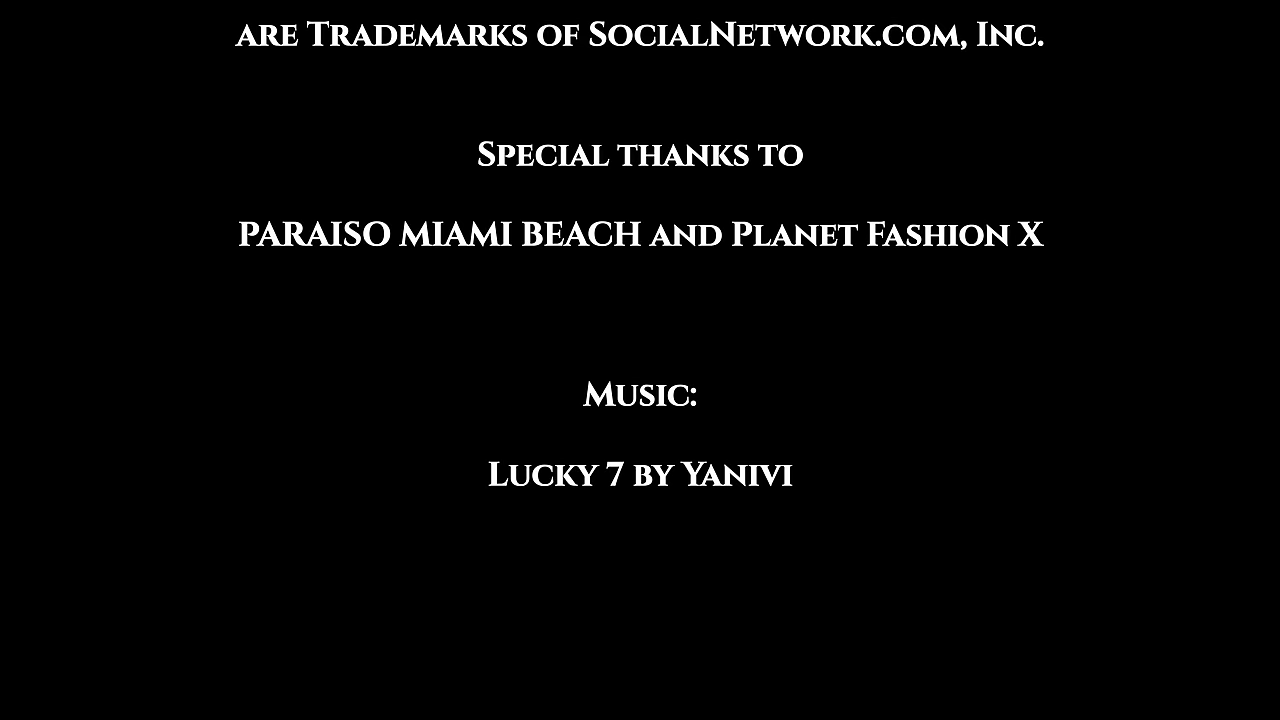 are Trademarks of SocialNetwork.com, Inc.
Special thanks to
PARAISO MIAMI BEACH and Planet Fashion X
Music:
Lucky 7 by Yanivi